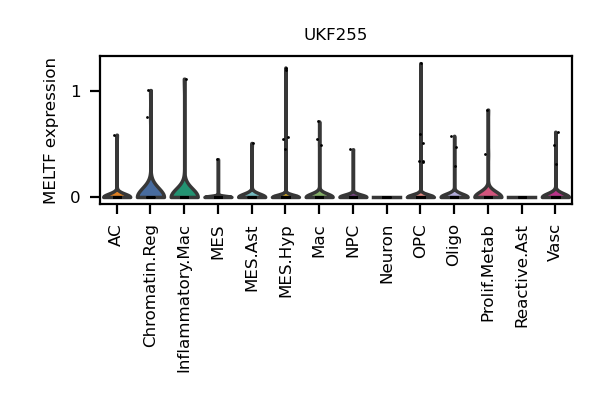 UKF255
MELTF expression
1
0
AC
Chromatin.Reg
Inflammatory.Mac
MES
MES.Ast
MES.Hyp
Mac
NPC
Neuron
OPC
Oligo
Prolif.Metab
Reactive.Ast
Vasc